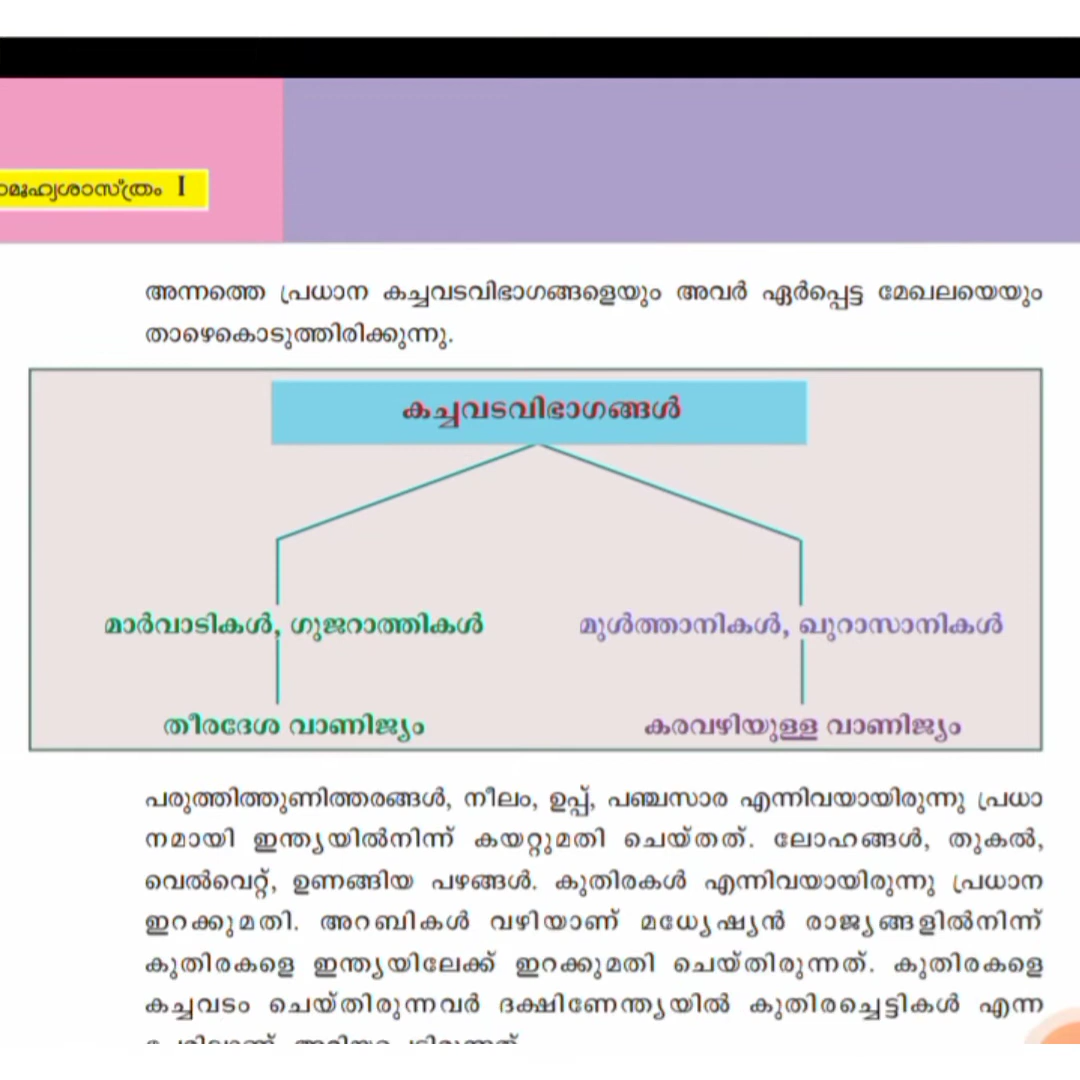 ാമൂഹ്യശാസ്ത്രം I
അന്നത്തെ പ്രധാന കച്ചവടവിഭാഗങ്ങളെയും അവർ ഏർപ്പെട്ട മേഖലയെയും
താഴെകൊടുത്തിരിക്കുന്നു.
കച്ചവടവിഭാഗങ്ങൾ
മാർവാടികൾ, ഗുജറാത്തികൾ
മുൾത്താനികൾ, ഖുറാസാനികൾ
തീരദേശ വാണിജ്യം
കരവഴിയുള്ള വാണിജ്യം
പരുത്തിത്തുണിത്തരങ്ങൾ, നീലം, ഉപ്പ്, പഞ്ചസാര എന്നിവയായിരുന്നു പ്രധാ
നമായി ഇന്ത്യയിൽനിന്ന് കയറ്റുമതി ചെയ്തത്. ലോഹങ്ങൾ, തുകൽ,
വെൽവെറ്റ്, ഉണങ്ങിയ പഴങ്ങൾ. കുതിരകൾ എന്നിവയായിരുന്നു പ്രധാന
ഇറക്കുമതി. അറബികൾ വഴിയാണ് മധ്യേഷ്യൻ രാജ്യങ്ങളിൽനിന്ന്
കുതിരകളെ ഇന്ത്യയിലേക്ക് ഇറക്കുമതി ചെയ്തിരുന്നത്. കുതിരകളെ
കച്ചവടം ചെയ്തിരുന്നവർ ദക്ഷിണേന്ത്യയിൽ കുതിരച്ചെട്ടികൾ എന്ന